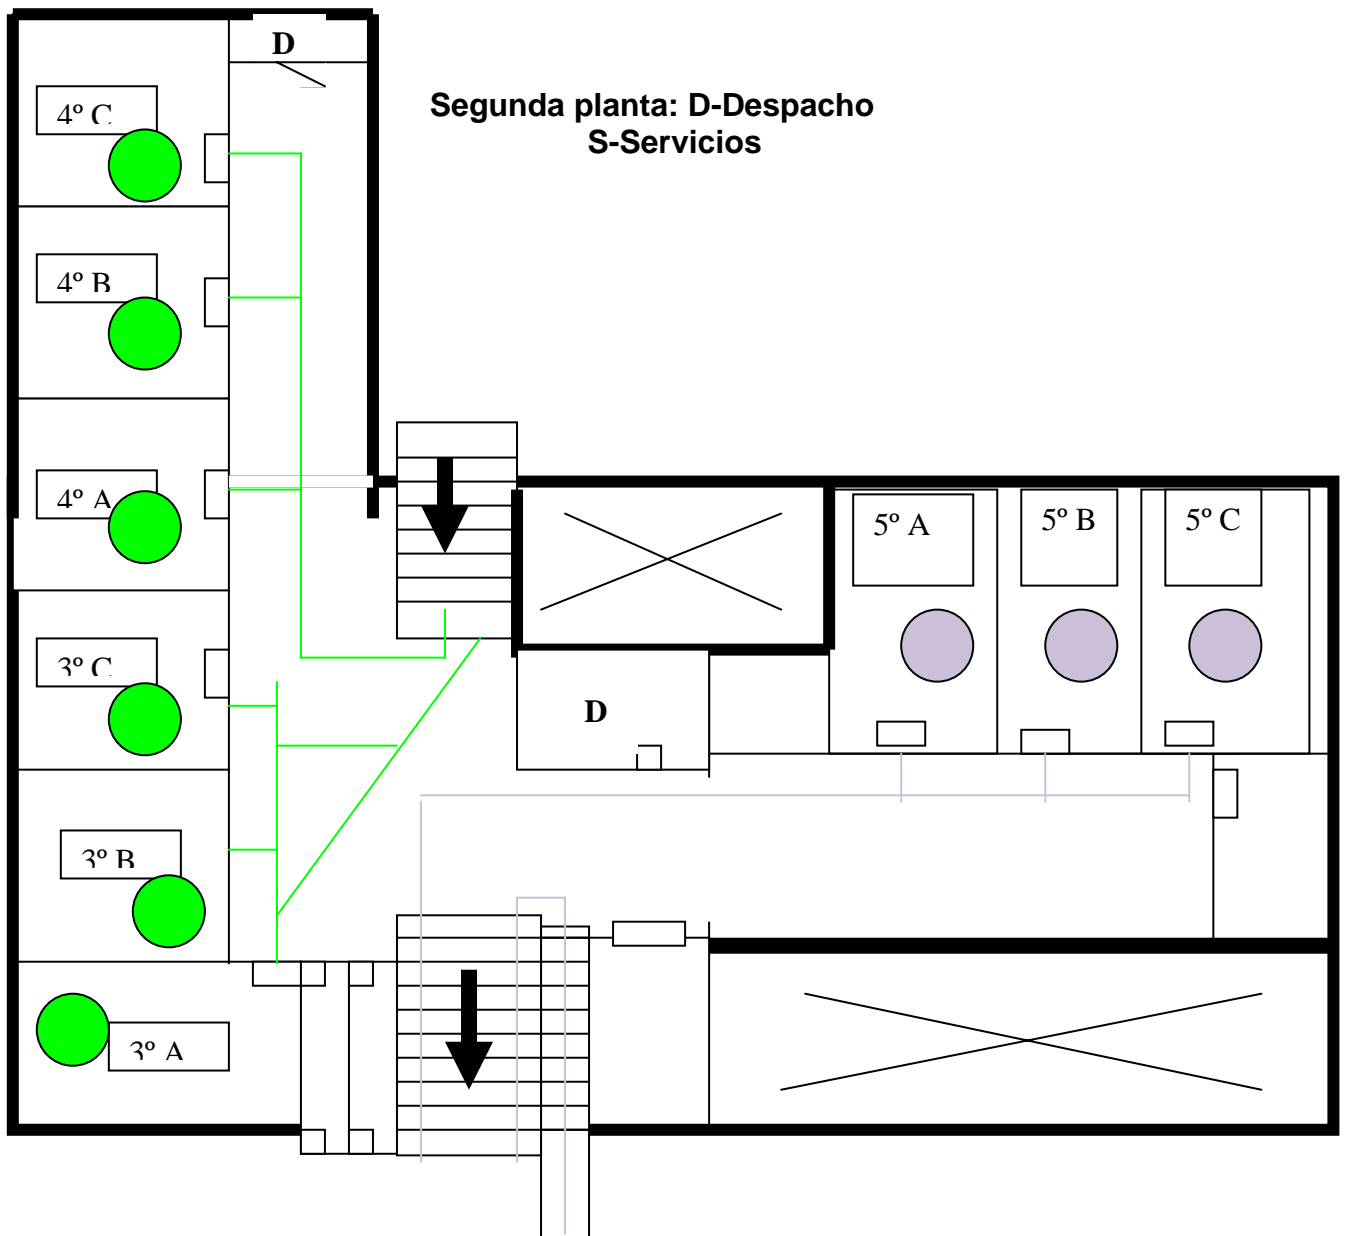 D
Segunda planta: D-Despacho
S-Servicios
4º C
4º B
4º A
3º C
3º B
3º A
5º A
5º B
5º C
D